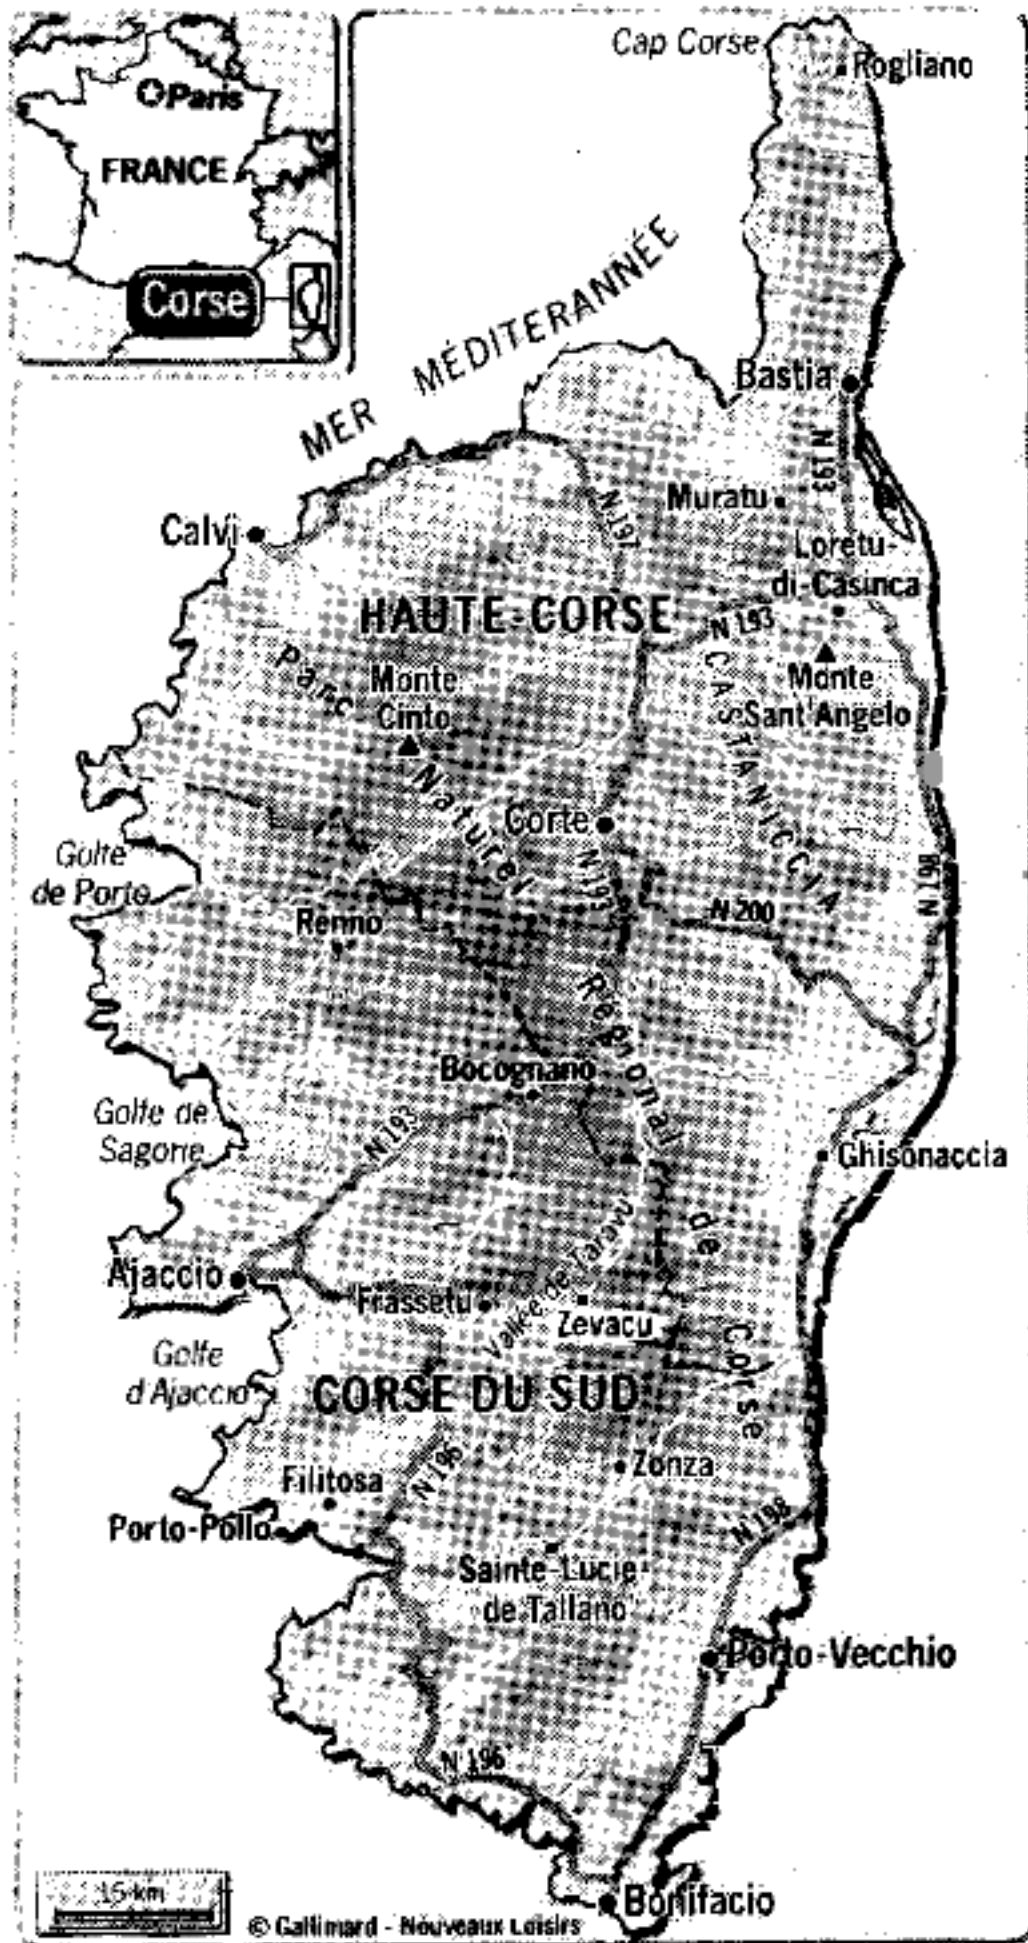 Paris
FRANCE
Corse
Cap Corse
Rogliano
MER MÉDITERANNÉE
Bastia
N 193
Muratu
N 197
Calvi
Loretu-
di-Casinca
HAUTE-CORSE
N 193
Parc Naturel Régional de Corse
Monte
Cinto
Monte
Sant'Angelo
CASTANICCIA
Corte
N 193
Golfe
de Porto
N 198
Renno
N 200
Bocognano
Golfe de
Sagone
N 193
Ghisonaccia
Ajaccio
Frassetu
Vallée de Taravu
Zevacu
Golfe
d'Ajaccio
CORSE DU SUD
N 196
Zonza
Filitosa
Porto-Pollo
N 198
Sainte-Lucie-
de Tallano
Porto-Vecchio
N 196
15 km
Bonifacio
© Gallimard - Nouveaux Loisirs